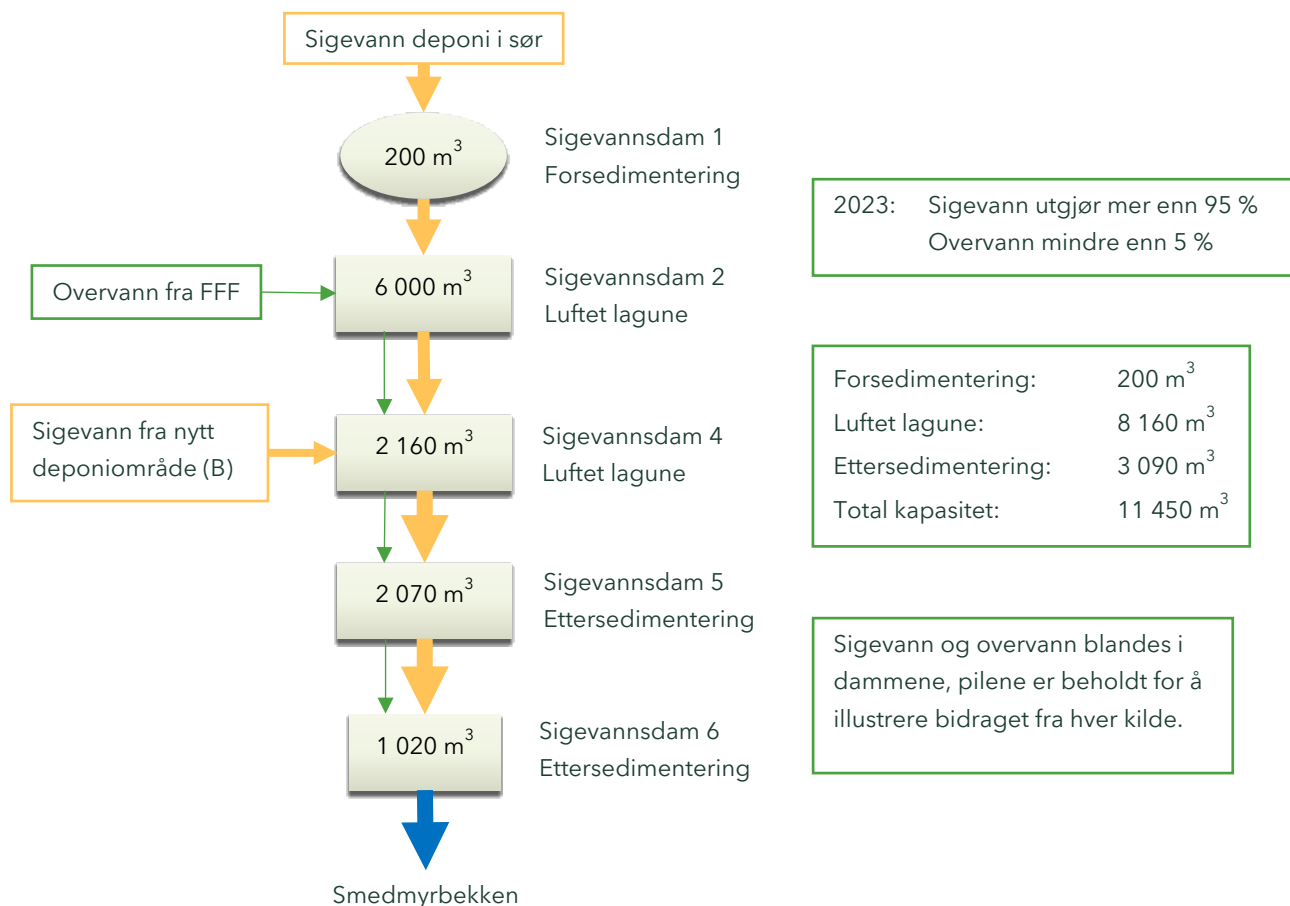 Sigevann deponi i sør
200 m³
Sigevannsdam 1
Forsedimentering
2023: Sigevann utgjør mer enn 95 %
Overvann mindre enn 5 %
Overvann fra FFF
6 000 m³
Sigevannsdam 2
Luftet lagune
Forsedimentering: 200 m³
Luftet lagune: 8 160 m³
Ettersedimentering: 3 090 m³
Total kapasitet: 11 450 m³
Sigevann fra nytt
deponiområde (B)
2 160 m³
Sigevannsdam 4
Luftet lagune
2 070 m³
Sigevannsdam 5
Ettersedimentering
Sigevann og overvann blandes i
dammene, pilene er beholdt for å
illustrere bidraget fra hver kilde.
1 020 m³
Sigevannsdam 6
Ettersedimentering
Smedmyrbekken